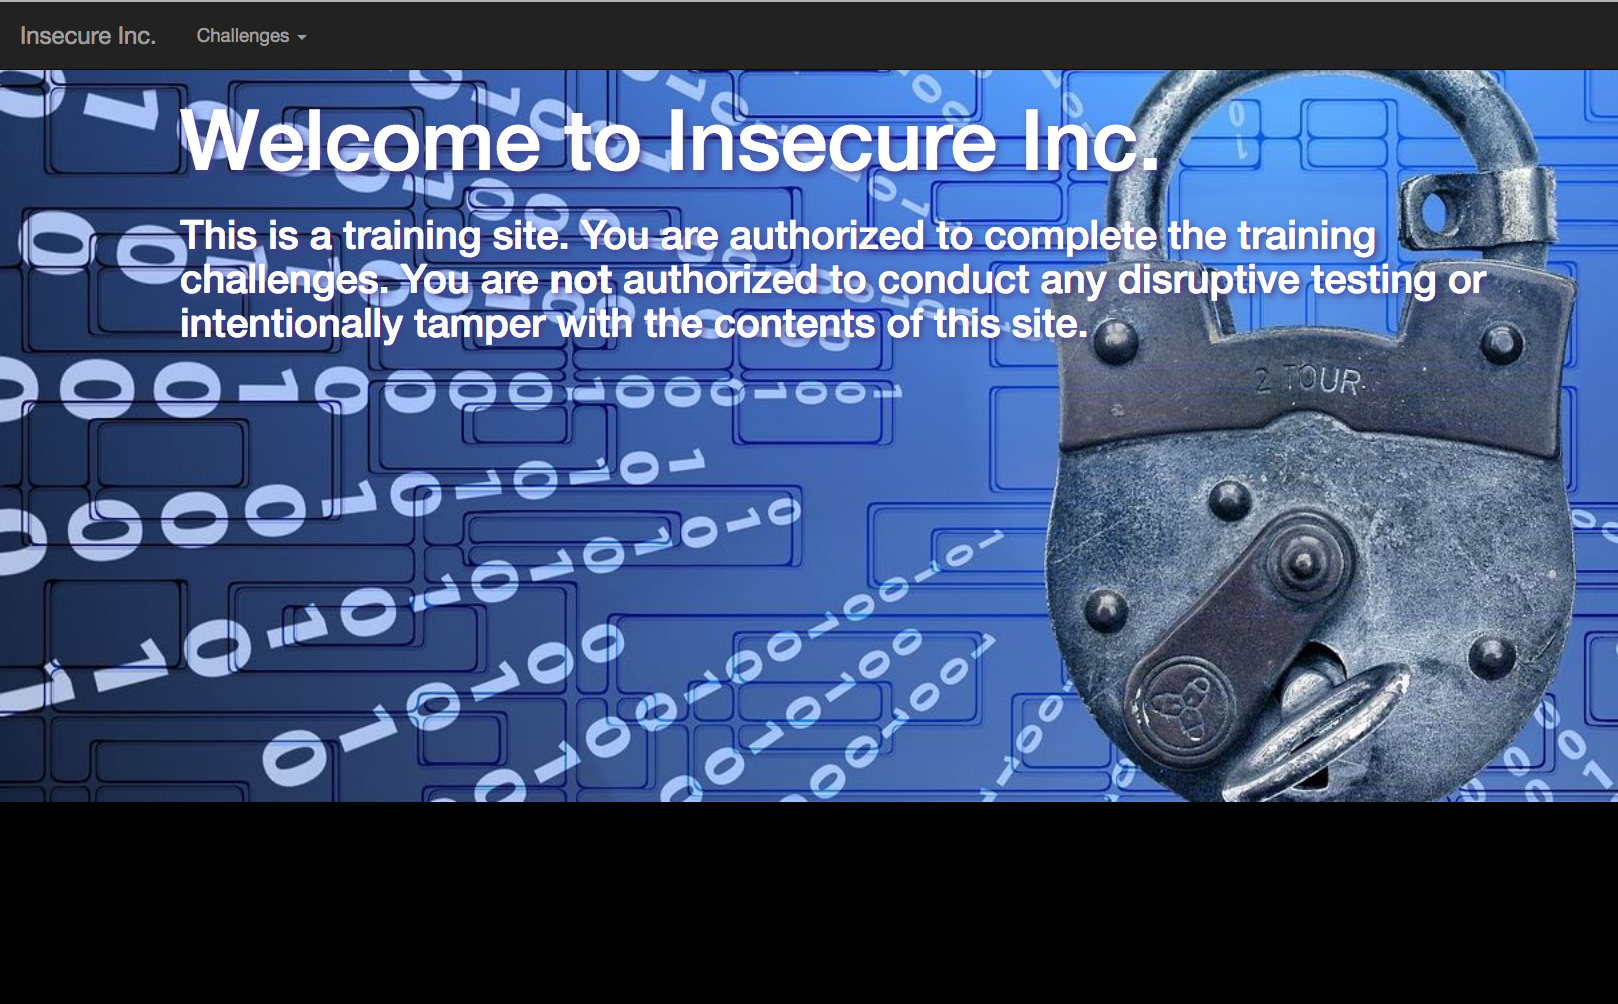 Insecure Inc. Challenges
Welcome to Insecure Inc.
This is a training site. You are authorized to complete the training
challenges. You are not authorized to conduct any disruptive testing or
intentionally tamper with the contents of this site.
2 TOUR